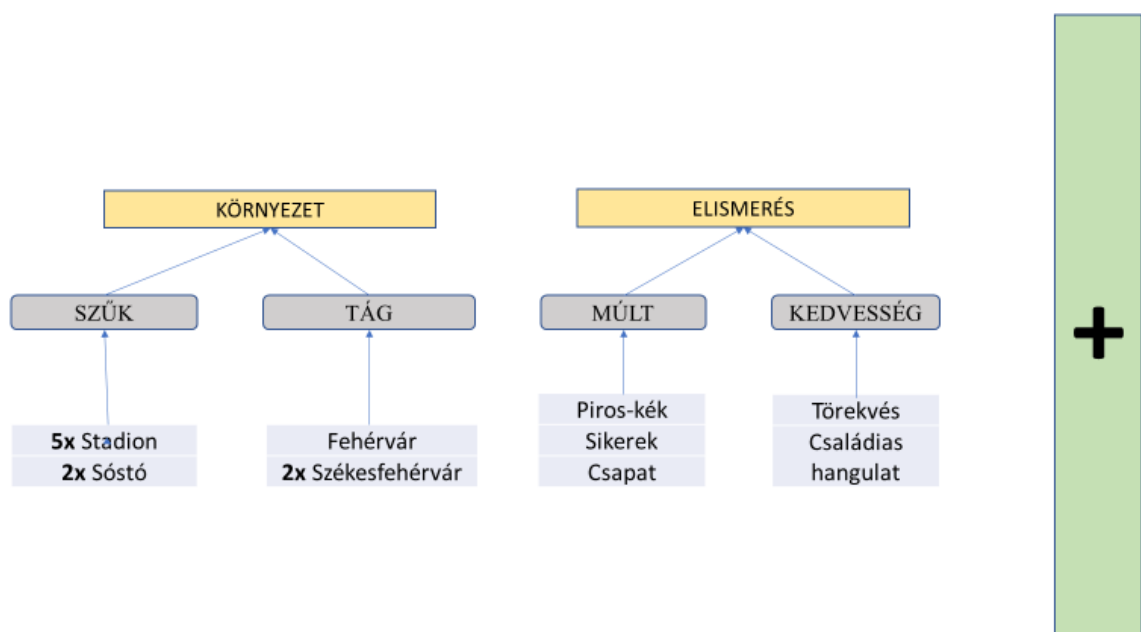 KÖRNYEZET
ELISMERÉS
SZŰK
TÁG
MÚLT
KEDVESSÉG
5x Stadion
2x Sóstó
Fehérvár
2x Székesfehérvár
Piros-kék
Sikerek
Csapat
Törekvés
Családias
hangulat
+